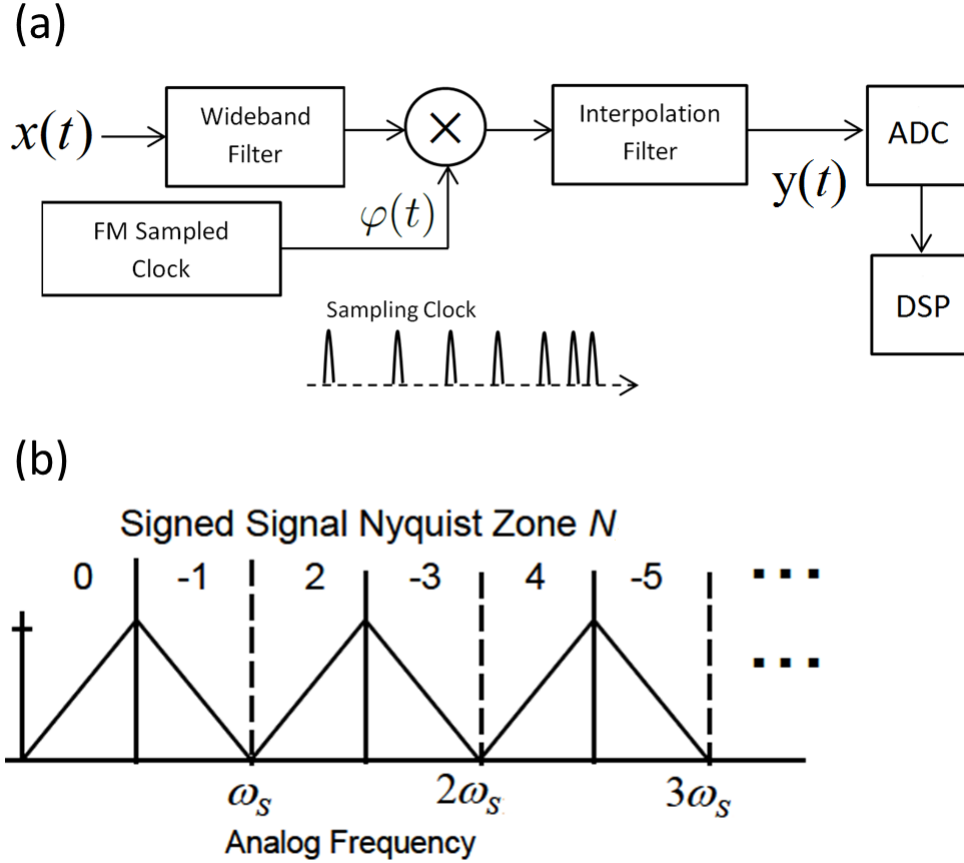 (a)
x(t)
Wideband
Filter
×
Interpolation
Filter
y(t)
ADC
FM Sampled
Clock
φ(t)
DSP
Sampling Clock
(b)
Signed Signal Nyquist Zone N
0 -1 2 -3 4 -5 ...
...
ωs 2ωs 3ωs
Analog Frequency